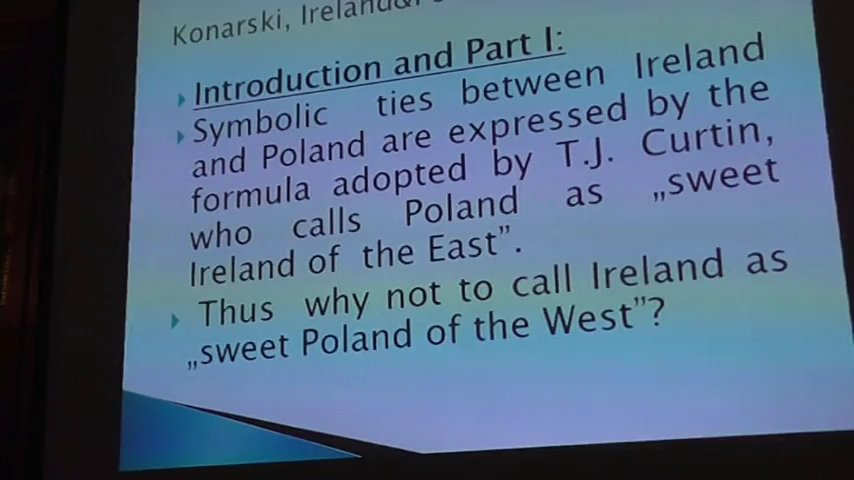 Konarski,
Introduction and Part I:
Symbolic ties between Ireland
and Poland are expressed by the
formula adopted by T.J. Curtin,
who calls Poland as „sweet
Ireland of the East”.
Thus why not to call Ireland as
„sweet Poland of the West”?